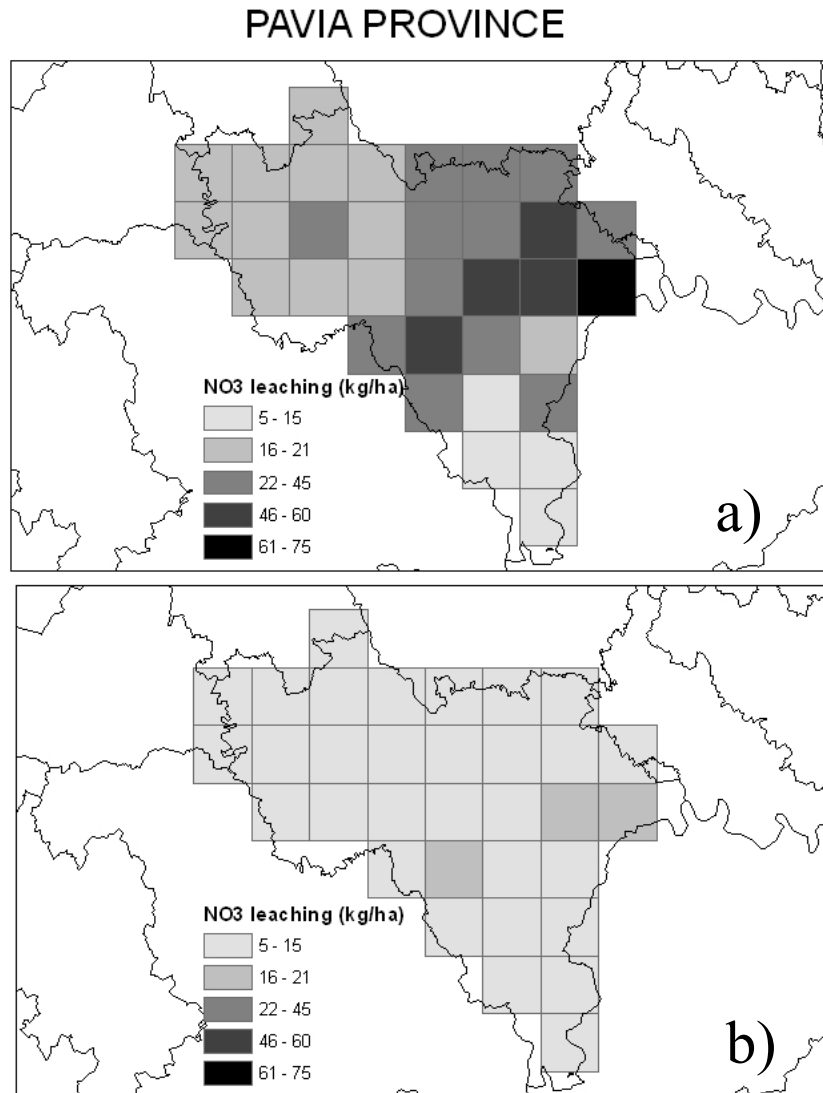 PAVIA PROVINCE
NO3 leaching (kg/ha)
5 - 15
16 - 21
22 - 45
46 - 60
61 - 75
a)
NO3 leaching (kg/ha)
5 - 15
16 - 21
22 - 45
46 - 60
61 - 75
b)